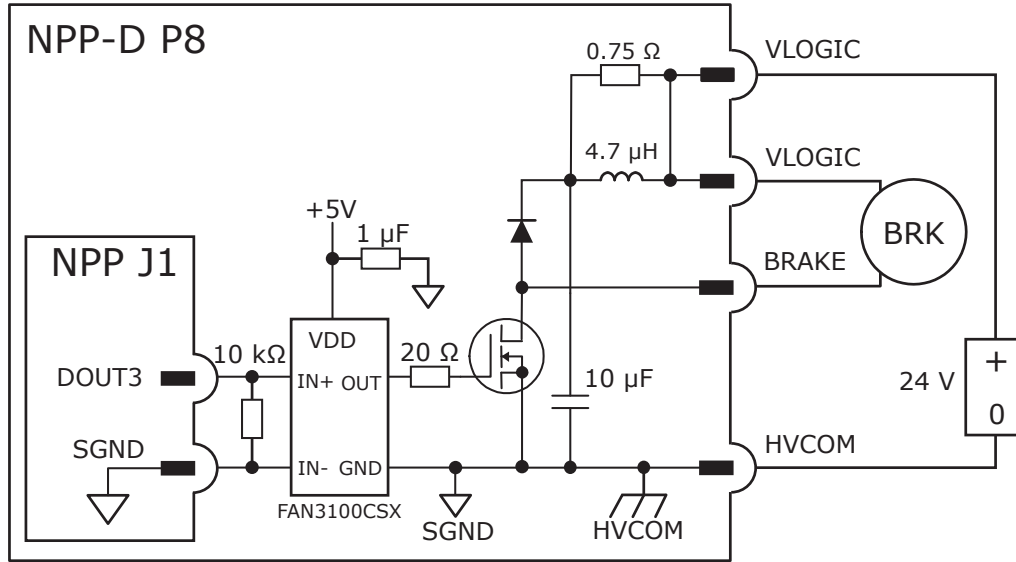 NPP-D P8
0.75 Ω
VLOGIC
4.7 µH
VLOGIC
+5V
1 µF
BRK
NPP J1
BRAKE
VDD
10 kΩ
20 Ω
DOUT3
IN+ OUT
10 µF
24 V
+
0
SGND
HVCOM
IN- GND
FAN3100CSX
SGND
HVCOM